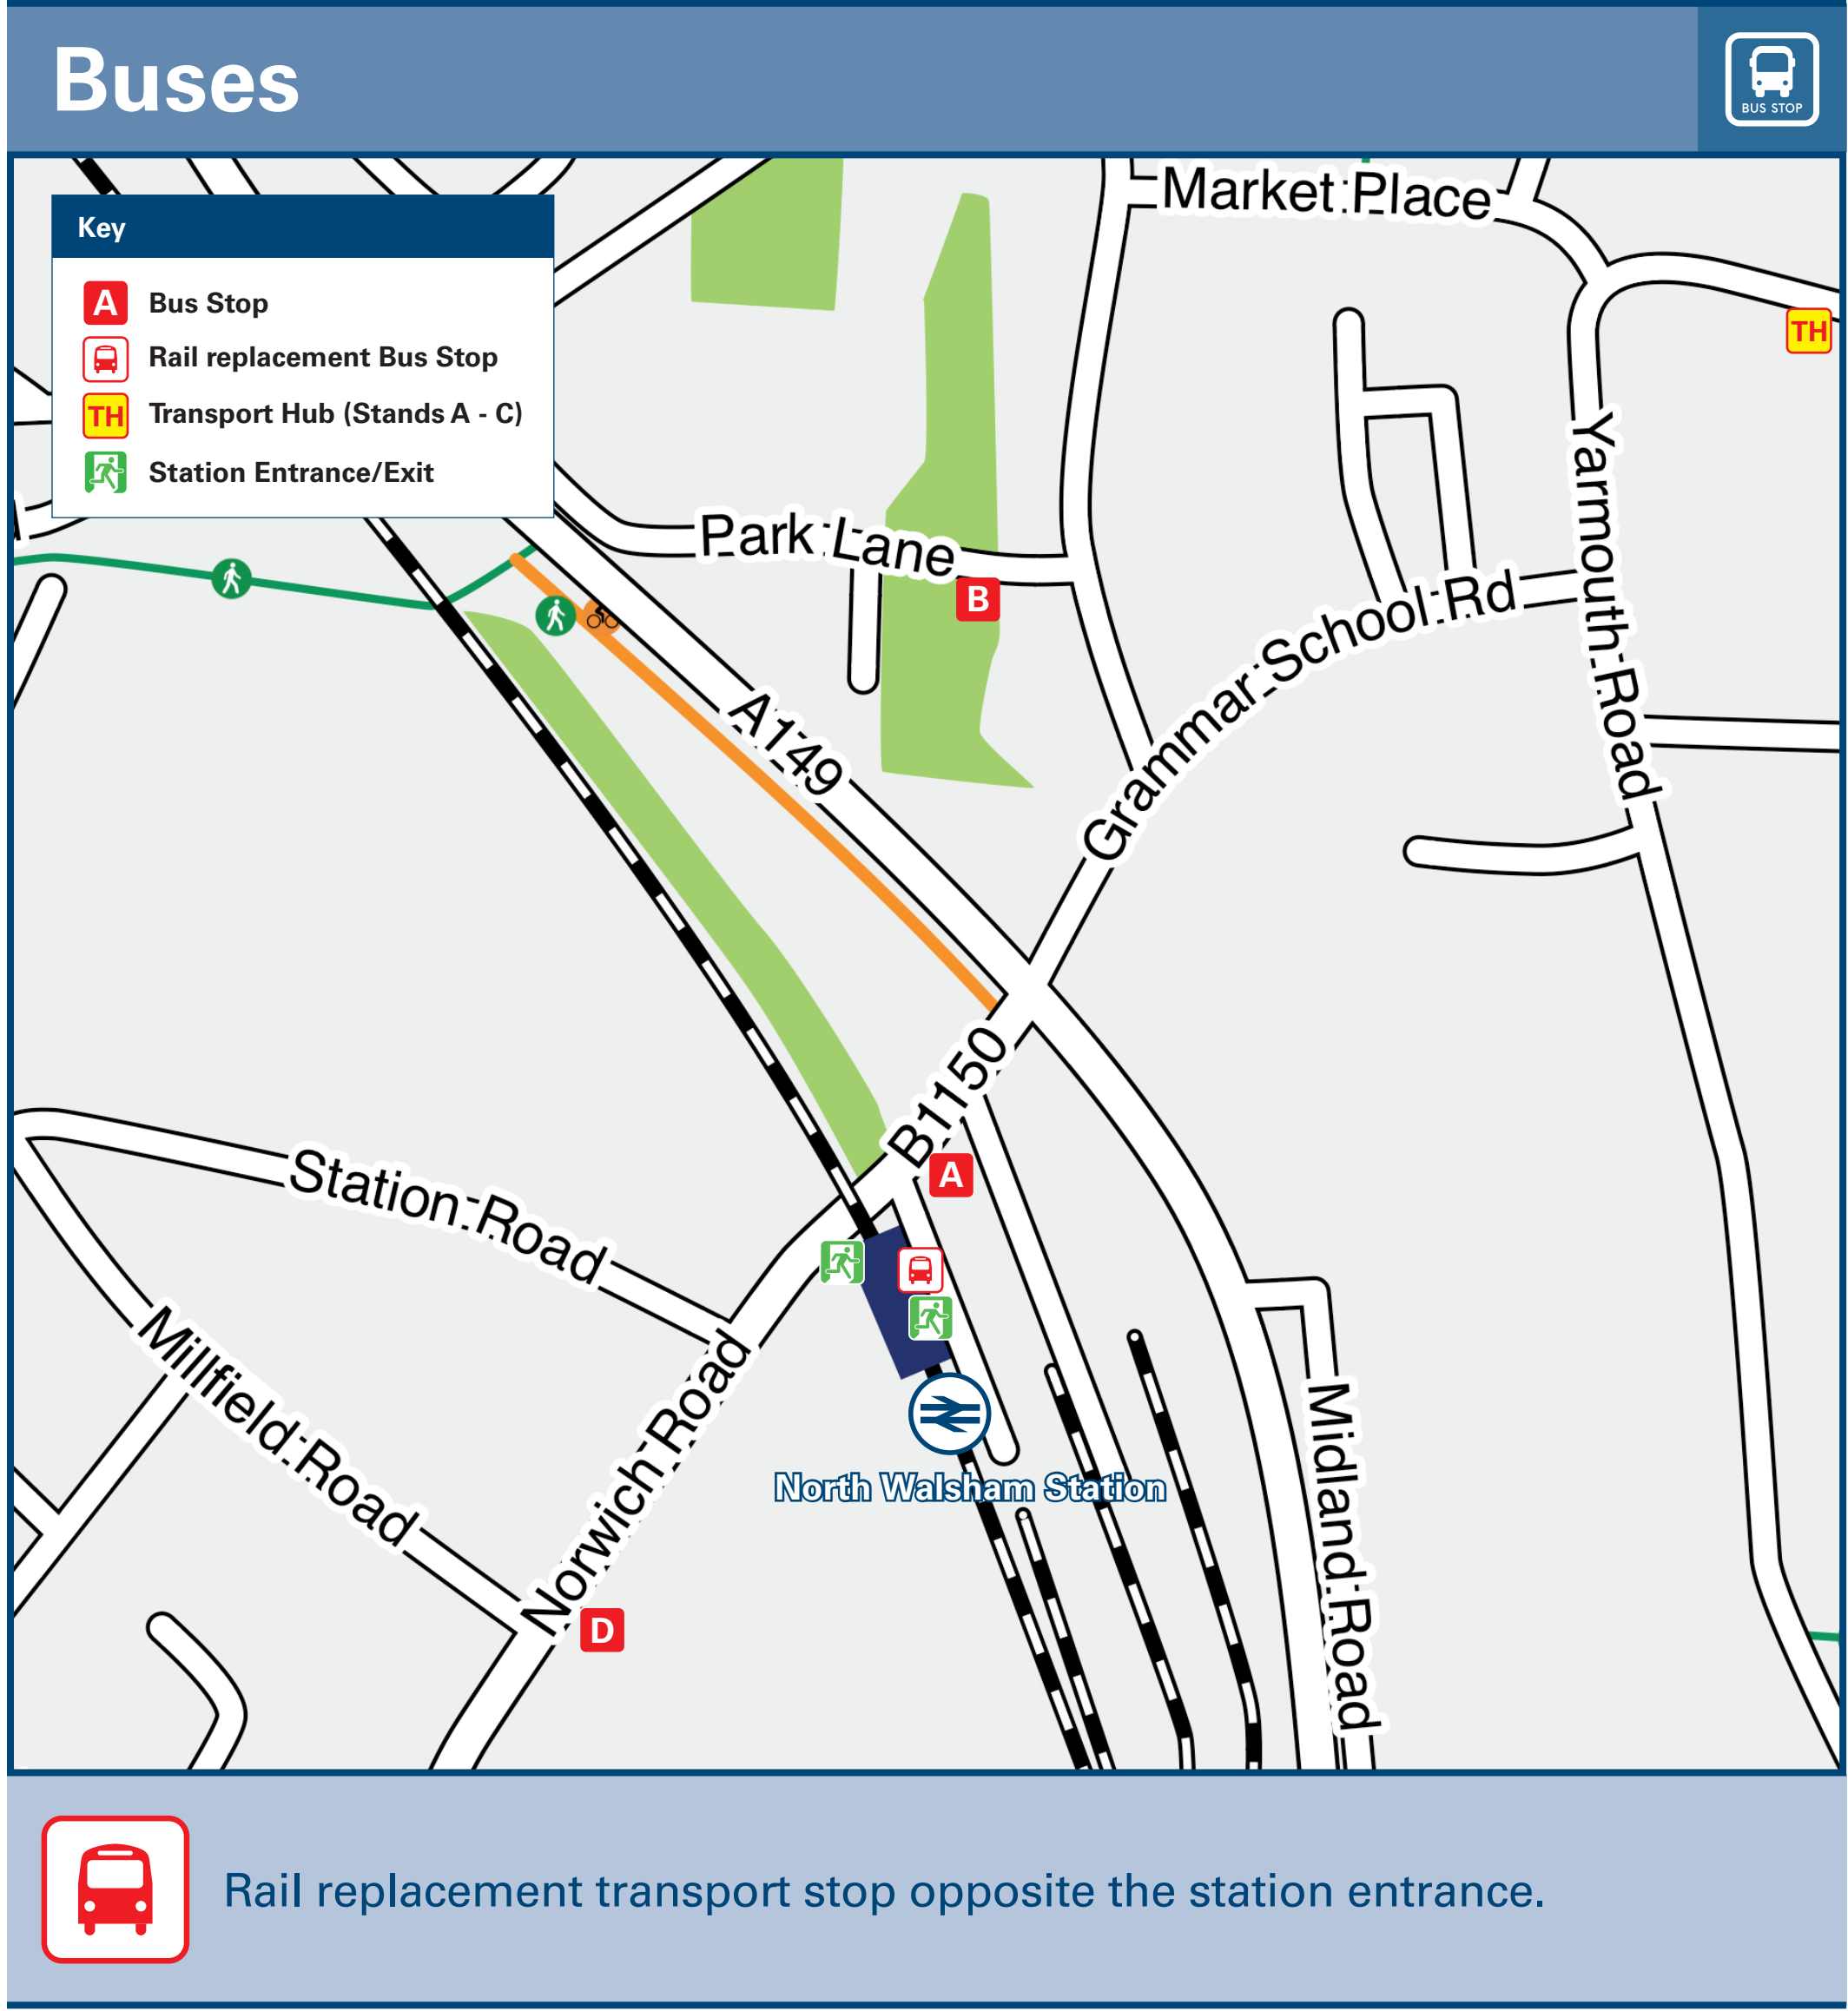 Buses
BUS STOP
Key
A Bus Stop
Rail replacement Bus Stop
TH Transport Hub (Stands A - C)
Station Entrance/Exit
Market Place
TH
Yarmouth Road
Park Lane
B
Grammar School Rd
A149
B1150
A
Station Road
Millfield Road
Norwich Road
North Walsham Station
Midland Road
D
Rail replacement transport stop opposite the station entrance.